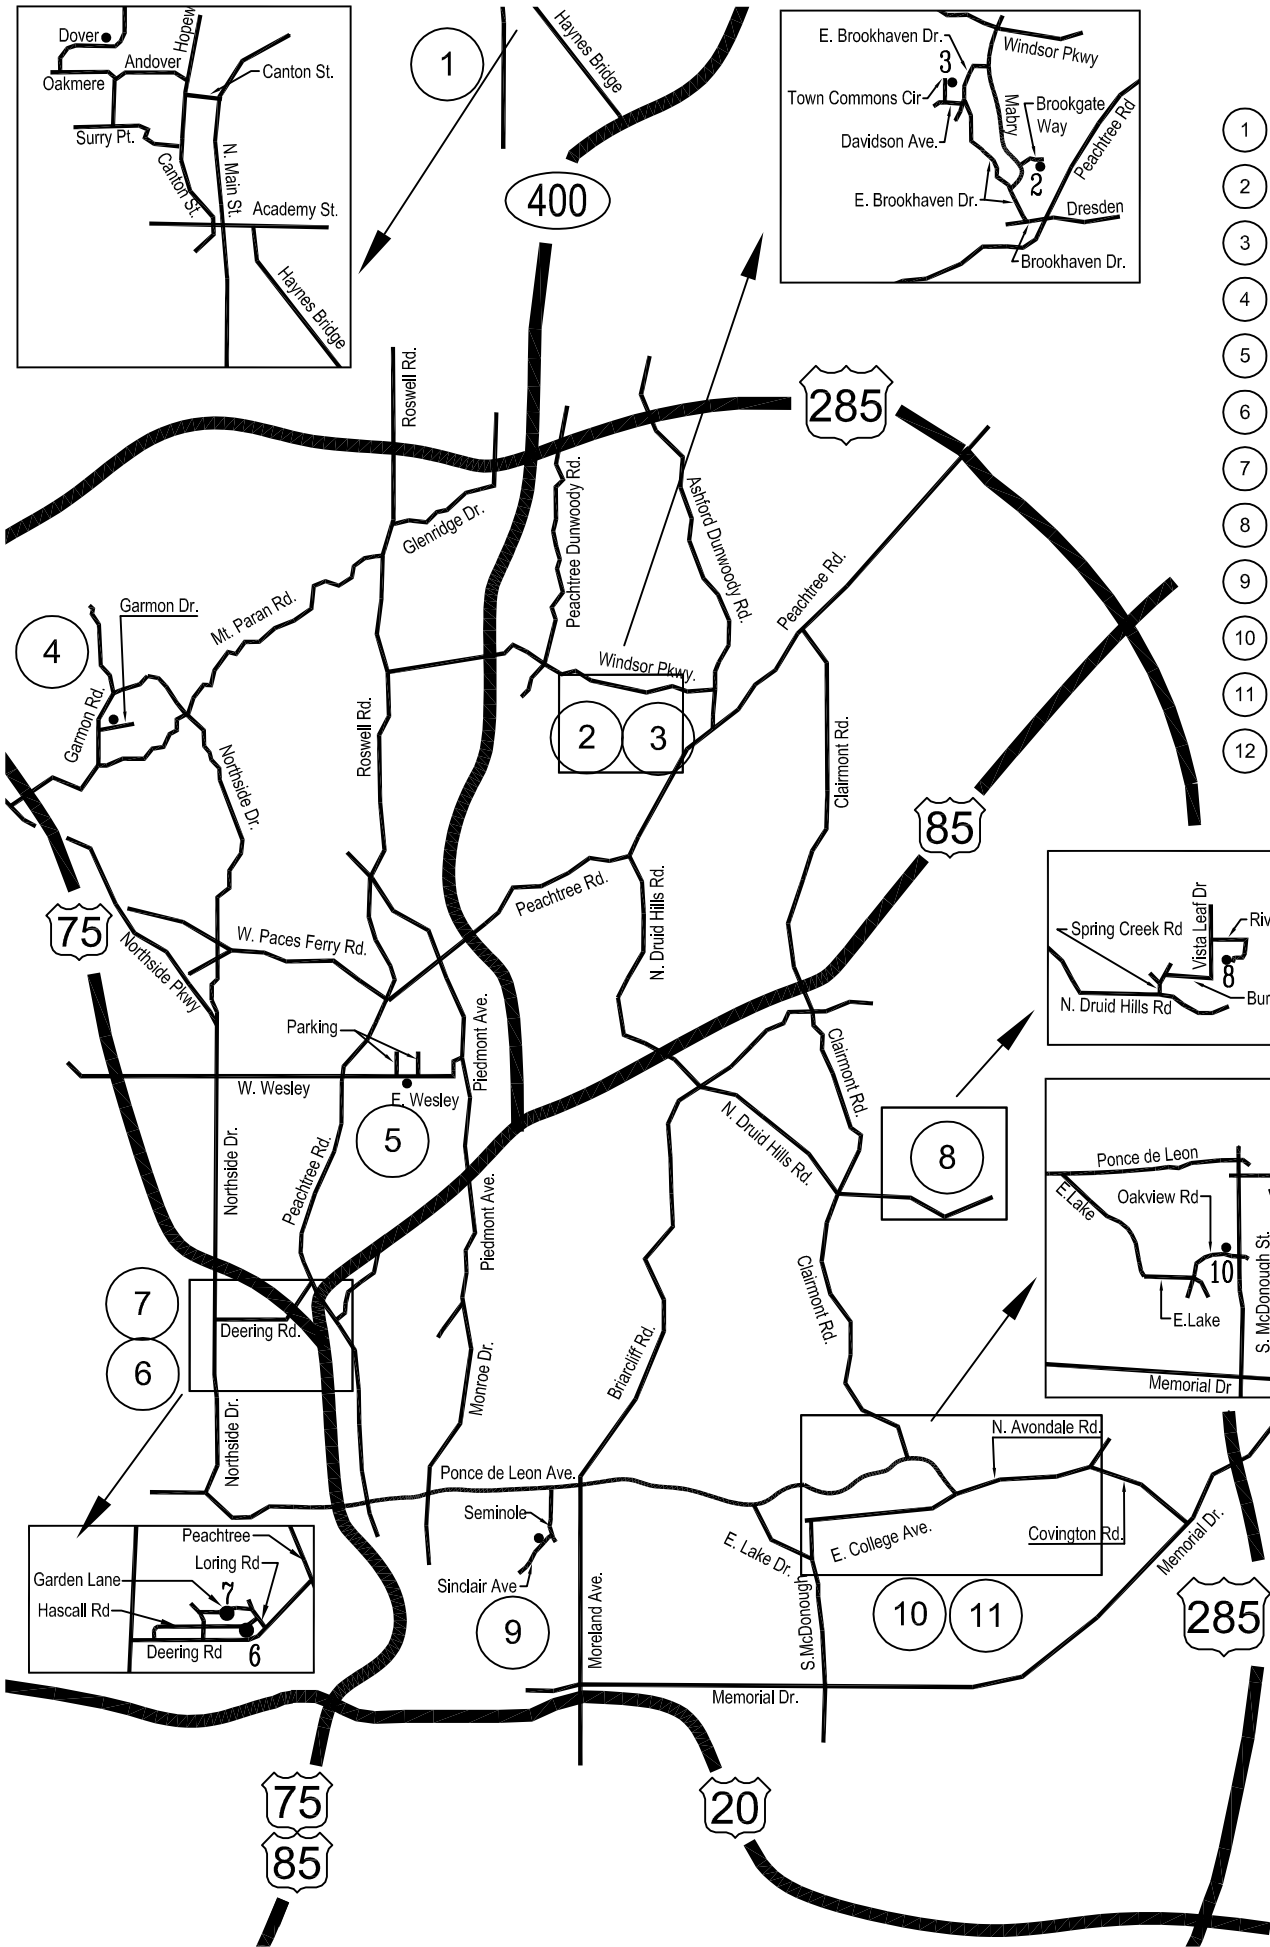 Dover
Hopew
Andover
Canton St.
Oakmere
Surry Pt.
Canton St.
N. Main St.
Academy St.
Haynes Bridge
1
Haynes Bridge
400
E. Brookhaven Dr.
Windsor Pkwy
3
Town Commons Cir
Mabry
Brookgate
Way
Peachtree Rd
Davidson Ave.
2
E. Brookhaven Dr.
Dresden
Brookhaven Dr.
1
2
3
4
5
6
7
8
9
10
11
12
285
Roswell Rd.
Glenridge Dr.
Peachtree Dunwoody Rd.
Ashford Dunwoody Rd.
Peachtree Rd.
Mt. Paran Rd.
Garmon Dr.
4
Garmon Rd.
Windsor Pkwy.
2
3
Roswell Rd.
Northside Dr.
Clairmont Rd.
85
75
Northside Pkwy
W. Paces Ferry Rd.
Peachtree Rd.
N. Druid Hills Rd.
Spring Creek Rd
Vista Leaf Dr
Riv
8
Bur
N. Druid Hills Rd
Parking
W. Wesley
E. Wesley
Piedmont Ave.
5
Clairmont Rd.
N. Druid Hills Rd.
8
Northside Dr.
Peachtree Rd.
Piedmont Ave.
Ponce de Leon
E.Lake
Oakview Rd
10
S. McDonough St.
E.Lake
Memorial Dr
7
6
Deering Rd.
Clairmont Rd.
Briarcliff Rd.
Monroe Dr.
Northside Dr.
Ponce de Leon Ave.
N. Avondale Rd.
Seminole
E. Lake Dr.
E. College Ave.
Covington Rd.
Memorial Dr.
Sinclair Ave
9
Moreland Ave.
S.McDonough
10
11
285
Peachtree
Loring Rd
Garden Lane
7
Hascall Rd
Deering Rd
6
Memorial Dr.
75
85
20